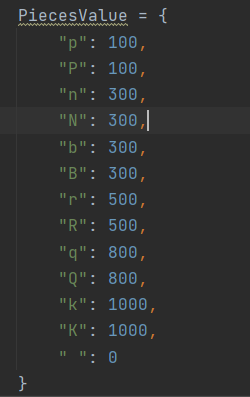 PiecesValue = {
    "p": 100,
    "P": 100,
    "n": 300,
    "N": 300,
    "b": 300,
    "B": 300,
    "r": 500,
    "R": 500,
    "q": 800,
    "Q": 800,
    "k": 1000,
    "K": 1000,
    " ": 0
}